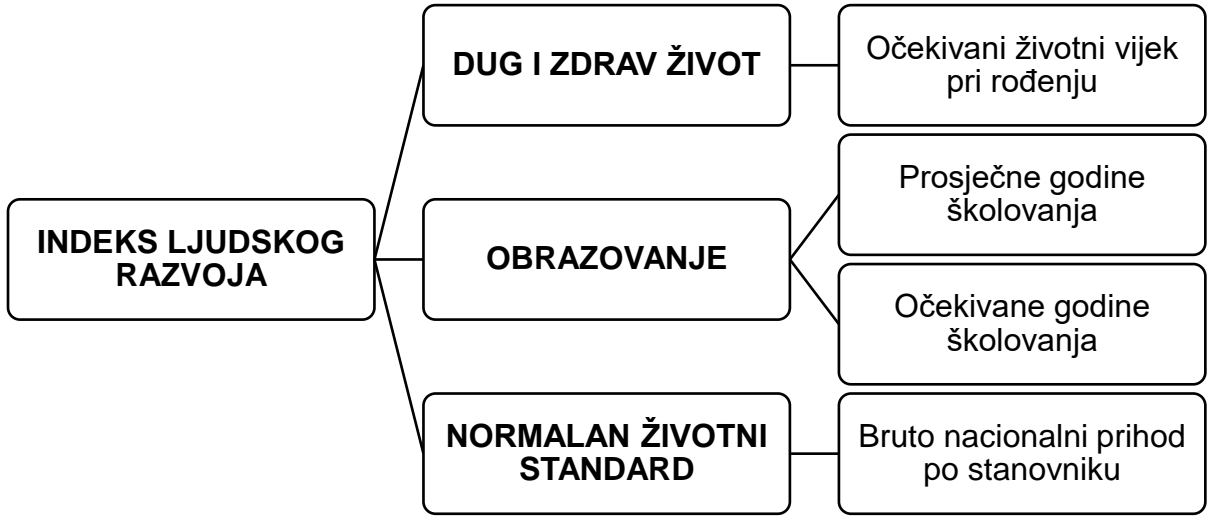 INDEKS LJUDSKOG
RAZVOJA
DUG I ZDRAV ŽIVOT
Očekivani životni vijek
pri rođenju
OBRAZOVANJE
Prosječne godine
školovanja
Očekivane godine
školovanja
NORMALAN ŽIVOTNI
STANDARD
Bruto nacionalni prihod
po stanovniku